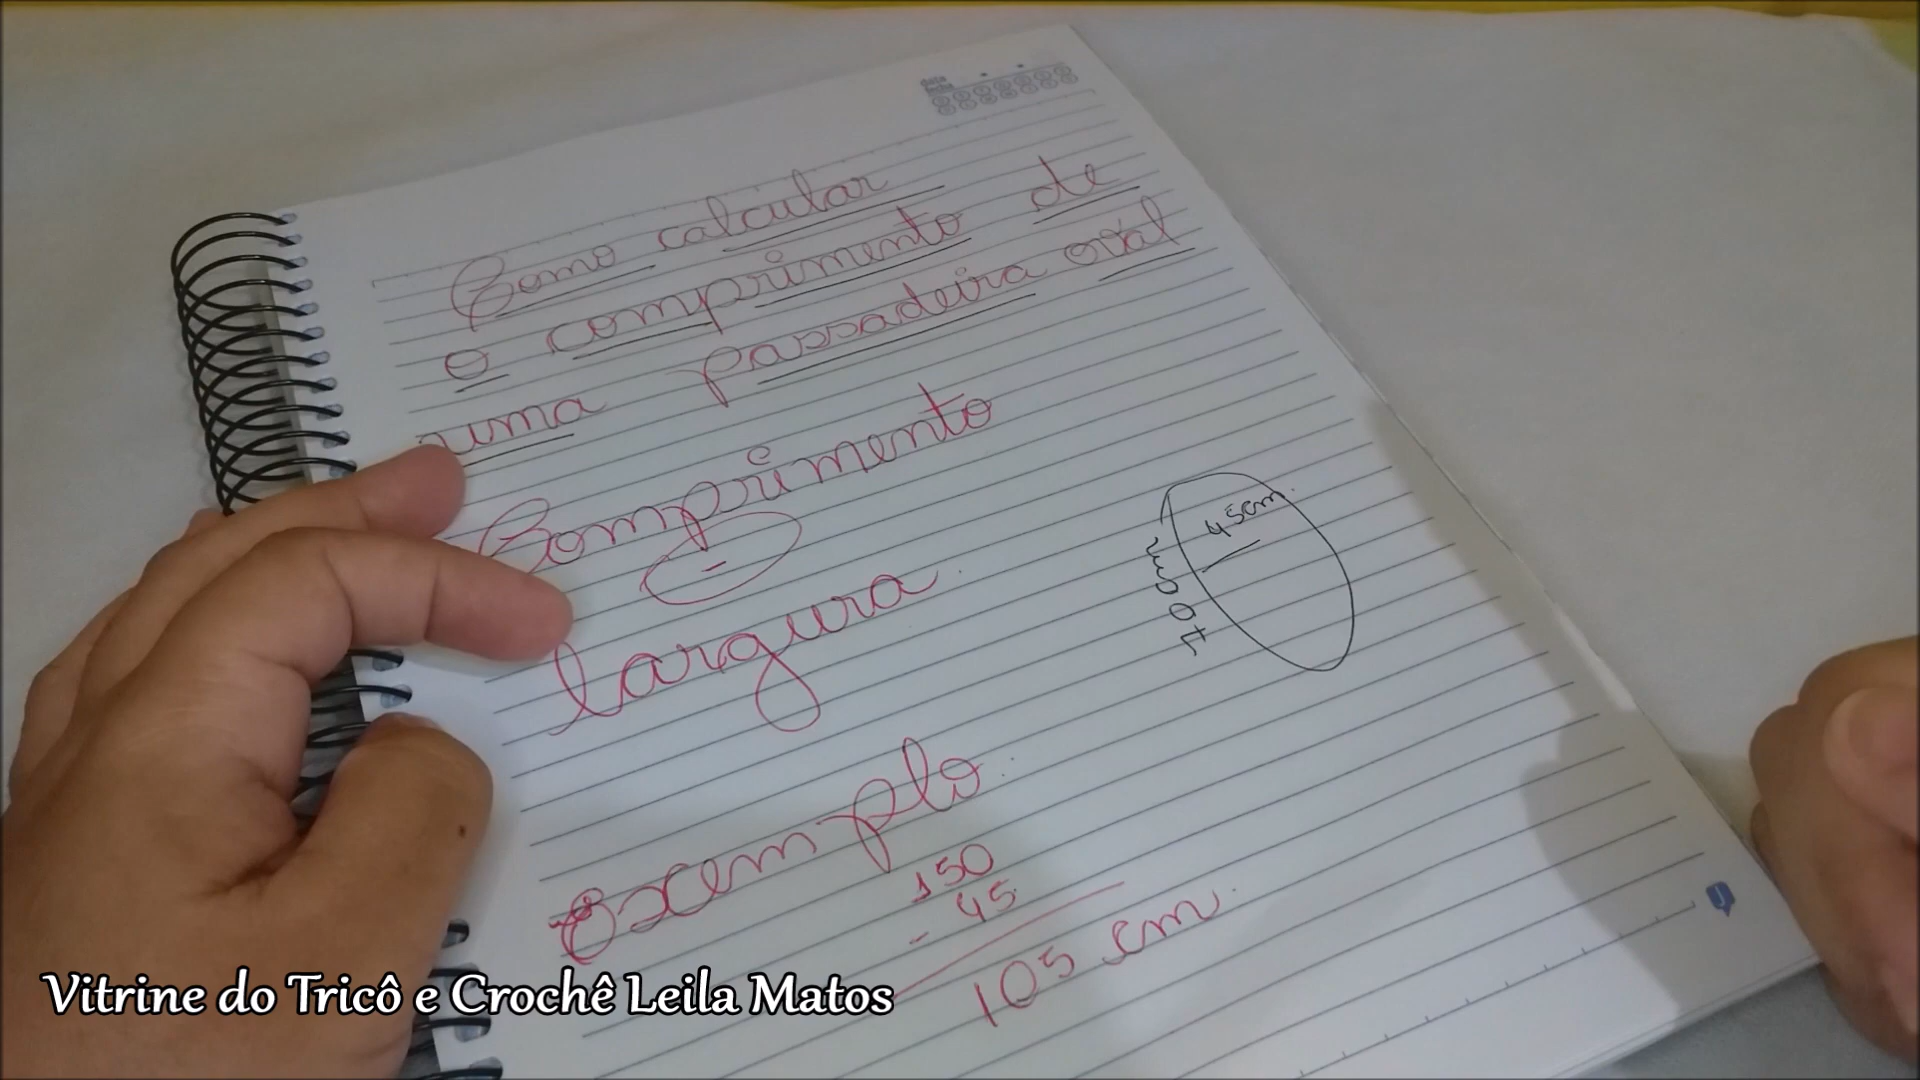 Como calcular
o comprimento de
uma passadeira oval
Comprimento
-
largura
45cm
70cm
Exemplo
150
- 45
105 cm
Vitrine do Tricô e Crochê Leila Matos